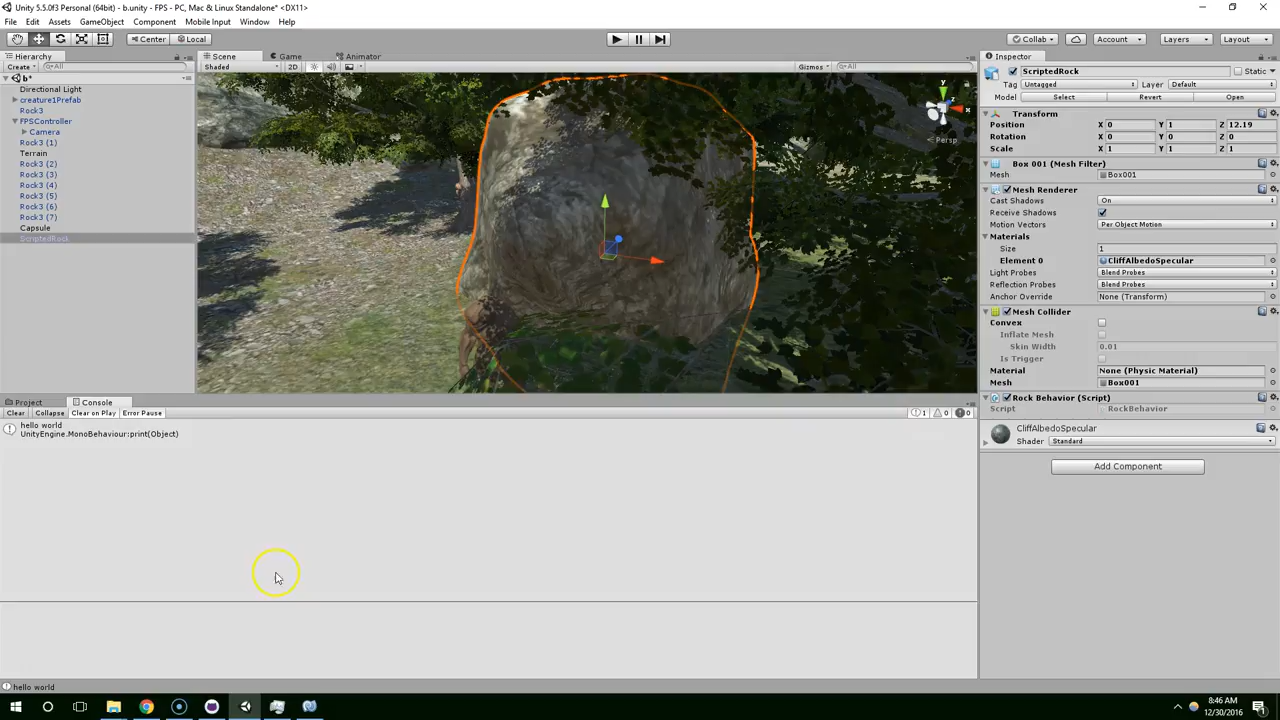 Unity 5.5.0f3 Personal (64bit) - b.unity - FPS - PC, Mac & Linux Standalone* <DX11>
File Edit Assets GameObject Component Mobile Input Window Help
Center Local Collab Account Layers Layout
Hierarchy Scene Game Animator Inspector
Create All Shaded 2D Gizmos All
b*
Directional Light
creature1Prefab
Rock3
FPSController
Camera
Rock3 (1)
Terrain
Rock3 (2)
Rock3 (3)
Rock3 (4)
Rock3 (5)
Rock3 (6)
Rock3 (7)
Capsule
ScriptedRock
y
x
Persp
ScriptedRock Static
Tag Untagged Layer Default
Model Select Revert Open
Transform
Position X 0 Y 1 Z 12.19
Rotation X 0 Y 0 Z 0
Scale X 1 Y 1 Z 1
Box 001 (Mesh Filter)
Mesh Box001
Mesh Renderer
Cast Shadows On
Receive Shadows
Motion Vectors Per Object Motion
Materials
Size 1
Element 0 CliffAlbedoSpecular
Light Probes Blend Probes
Reflection Probes Blend Probes
Anchor Override None (Transform)
Mesh Collider
Convex
Inflate Mesh
Skin Width 0.01
Is Trigger
Material None (Physic Material)
Mesh Box001
Rock Behavior (Script)
Script RockBehavior
CliffAlbedoSpecular
Shader Standard
Add Component
Project Console
Clear Collapse Clear on Play Error Pause 1 0 0
hello world
UnityEngine.MonoBehaviour:print(Object)
hello world
8:46 AM
12/30/2016
1